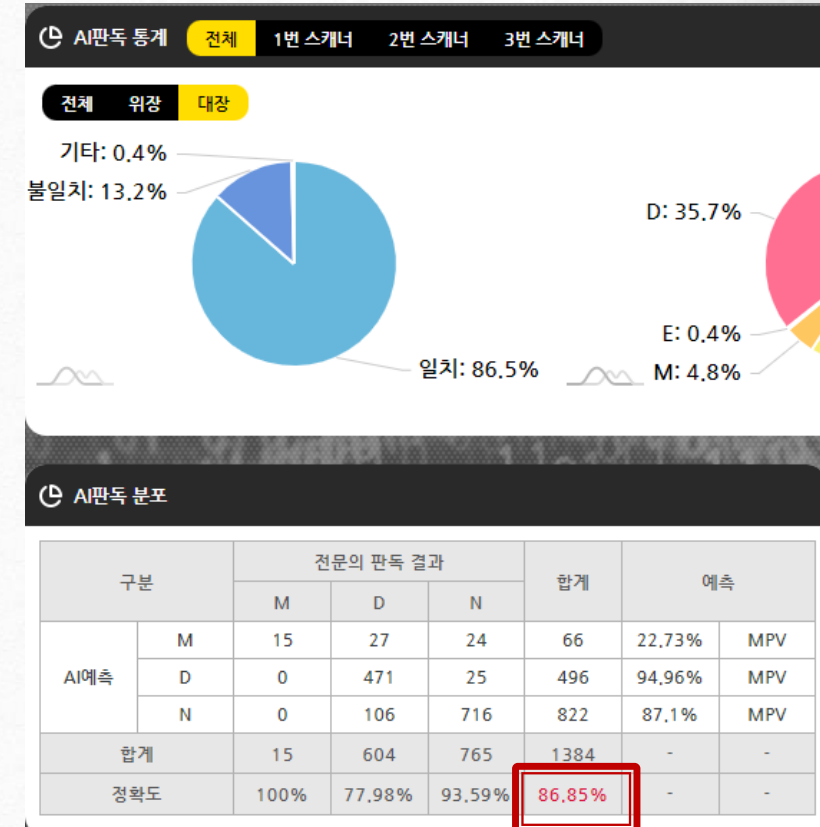 AI판독 통계 전체 1번 스캐너 2번 스캐너 3번 스캐너
전체 위장 대장
기타: 0.4%
불일치: 13.2%
일치: 86.5%
D: 35.7%
E: 0.4%
M: 4.8%
AI판독 분포
구분 전문의 판독 결과 합계 예측
M D N
AI예측 M 15 27 24 66 22.73% MPV
D 0 471 25 496 94.96% MPV
N 0 106 716 822 87.1% MPV
합계 15 604 765 1384 - -
정확도 100% 77.98% 93.59% 86.85% - -